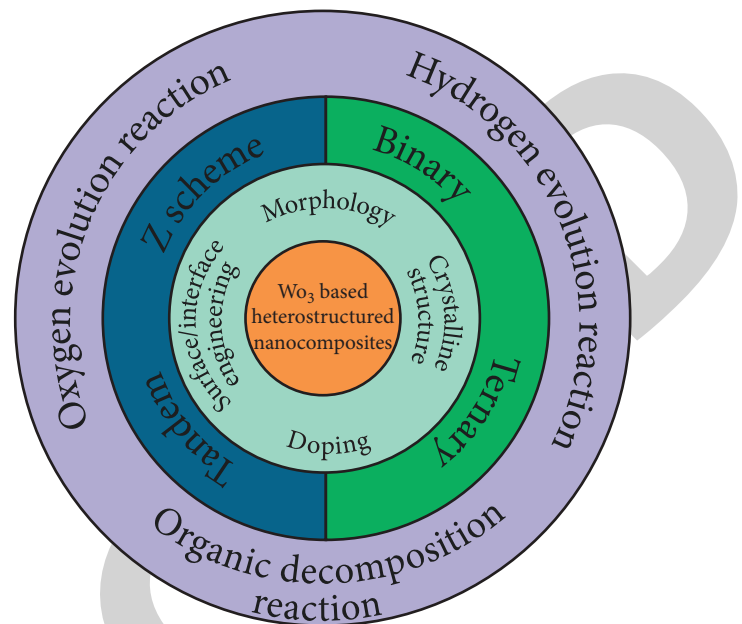 Oxygen evolution reaction
Hydrogen evolution reaction
Organic decomposition
reaction
Z scheme
Binary
Tandem
Ternary
Morphology
Crystalline
structure
Surface/interface
engineering
Doping
Wo₃ based
heterostructured
nanocomposites